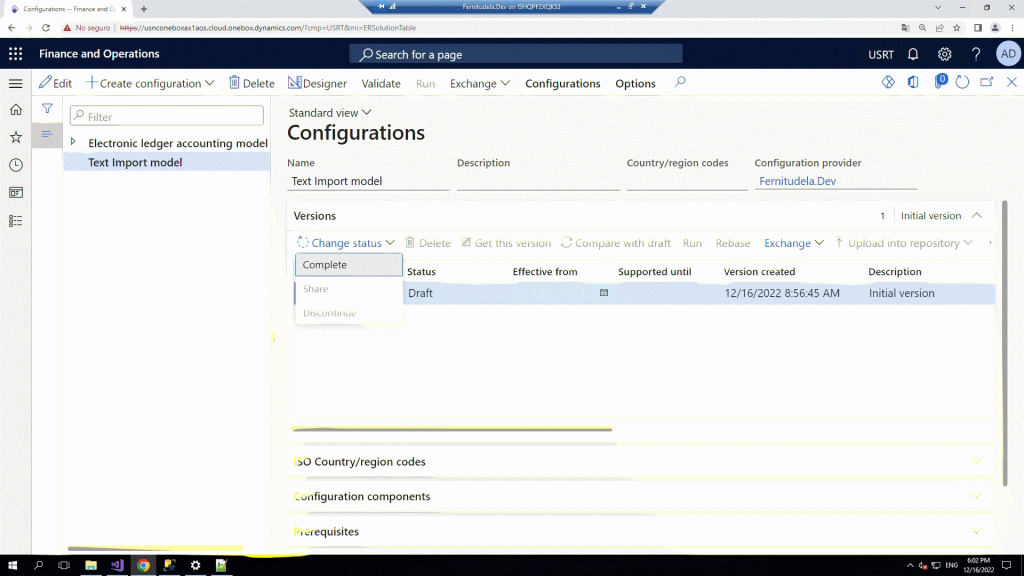 Configurations -- Finance and O
Fernitudela.Dev on ISHQPF2XQKS3
No seguro
https://usnconeboxax1aos.cloud.onebox.dynamics.com/?cmp=USRT&mi=ERSolutionTable
Finance and Operations
Search for a page
USRT
AD
Edit
Create configuration
Delete
Designer
Validate
Run
Exchange
Configurations
Options
0
Filter
Electronic ledger accounting model
Text Import model
Standard view
Configurations
Name
Description
Country/region codes
Configuration provider
Text Import model
Fernitudela.Dev
Versions
1
Initial version
Change status
Delete
Get this version
Compare with draft
Run
Rebase
Exchange
Upload into repository
Complete
Share
Discontinue
Status
Effective from
Supported until
Version created
Description
Draft
12/16/2022 8:56:45 AM
Initial version
ISO Country/region codes
Configuration components
Prerequisites
ENG
6:02 PM
12/16/2022